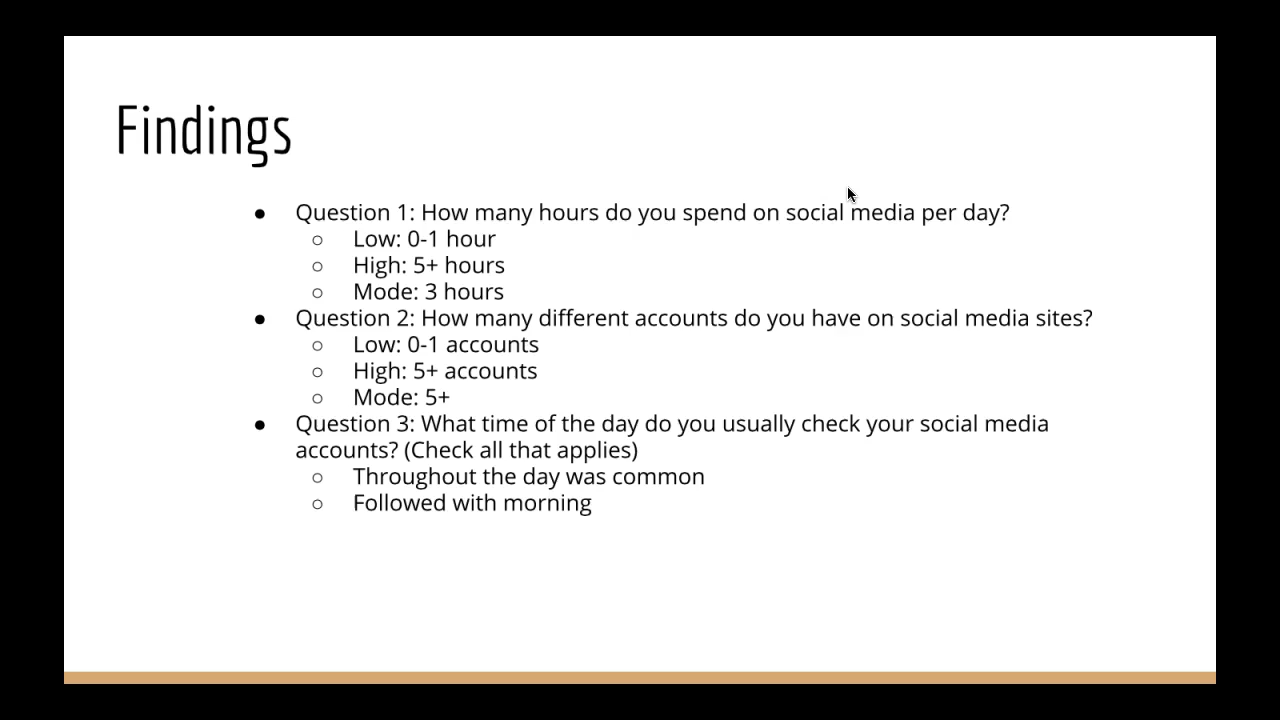 Findings
● Question 1: How many hours do you spend on social media per day?
○ Low: 0-1 hour
○ High: 5+ hours
○ Mode: 3 hours
● Question 2: How many different accounts do you have on social media sites?
○ Low: 0-1 accounts
○ High: 5+ accounts
○ Mode: 5+
● Question 3: What time of the day do you usually check your social media
accounts? (Check all that applies)
○ Throughout the day was common
○ Followed with morning